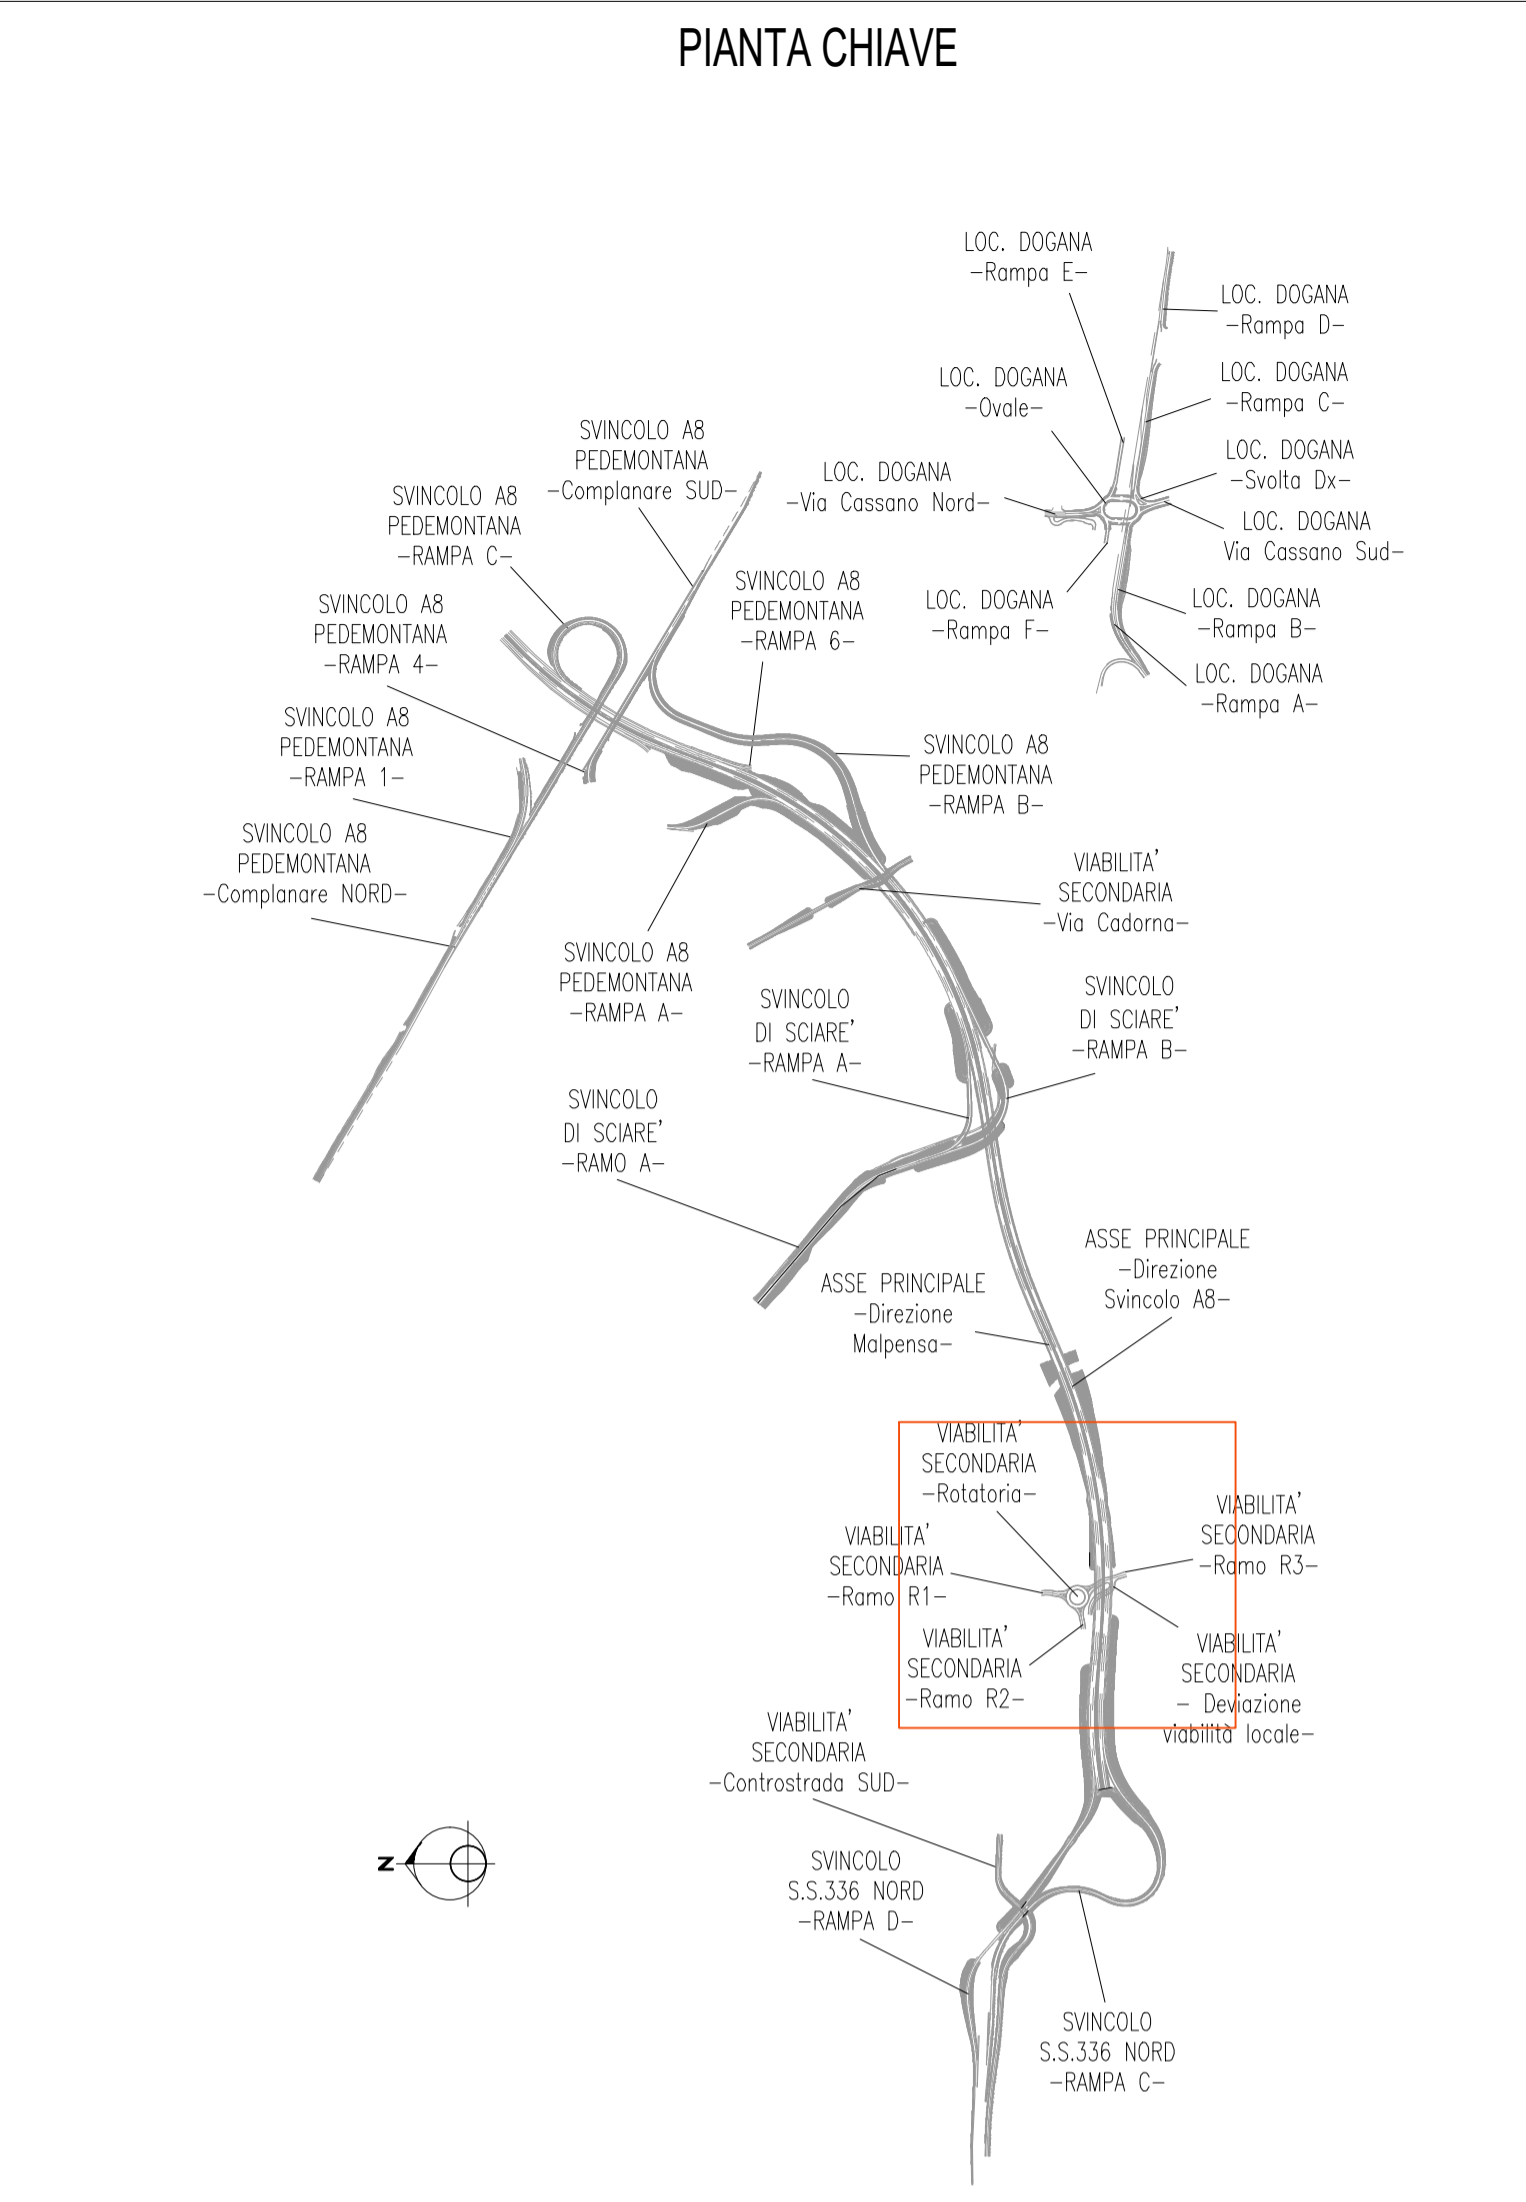 PIANTA CHIAVE
LOC. DOGANA
-Rampa E-
LOC. DOGANA
-Rampa D-
LOC. DOGANA
-Ovale-
LOC. DOGANA
-Rampa C-
SVINCOLO A8
PEDEMONTANA
-Complanare SUD-
LOC. DOGANA
-Via Cassano Nord-
LOC. DOGANA
-Svolta Dx-
SVINCOLO A8
PEDEMONTANA
-RAMPA C-
LOC. DOGANA
Via Cassano Sud-
SVINCOLO A8
PEDEMONTANA
-RAMPA 4-
SVINCOLO A8
PEDEMONTANA
-RAMPA 6-
LOC. DOGANA
-Rampa F-
LOC. DOGANA
-Rampa B-
LOC. DOGANA
-Rampa A-
SVINCOLO A8
PEDEMONTANA
-RAMPA 1-
SVINCOLO A8
PEDEMONTANA
-RAMPA B-
SVINCOLO A8
PEDEMONTANA
-Complanare NORD-
VIABILITA'
SECONDARIA
-Via Cadorna-
SVINCOLO A8
PEDEMONTANA
-RAMPA A-
SVINCOLO
DI SCIARE'
-RAMPA A-
SVINCOLO
DI SCIARE'
-RAMPA B-
SVINCOLO
DI SCIARE'
-RAMO A-
ASSE PRINCIPALE
-Direzione
Svincolo A8-
ASSE PRINCIPALE
-Direzione
Malpensa-
VIABILITA'
SECONDARIA
-Rotatoria-
VIABILITA'
SECONDARIA
-Ramo R3-
VIABILITA'
SECONDARIA
-Ramo R1-
VIABILITA'
SECONDARIA
-Ramo R2-
VIABILITA'
SECONDARIA
- Deviazione
viabilità locale-
VIABILITA'
SECONDARIA
-Controstrada SUD-
N
SVINCOLO
S.S.336 NORD
-RAMPA D-
SVINCOLO
S.S.336 NORD
-RAMPA C-